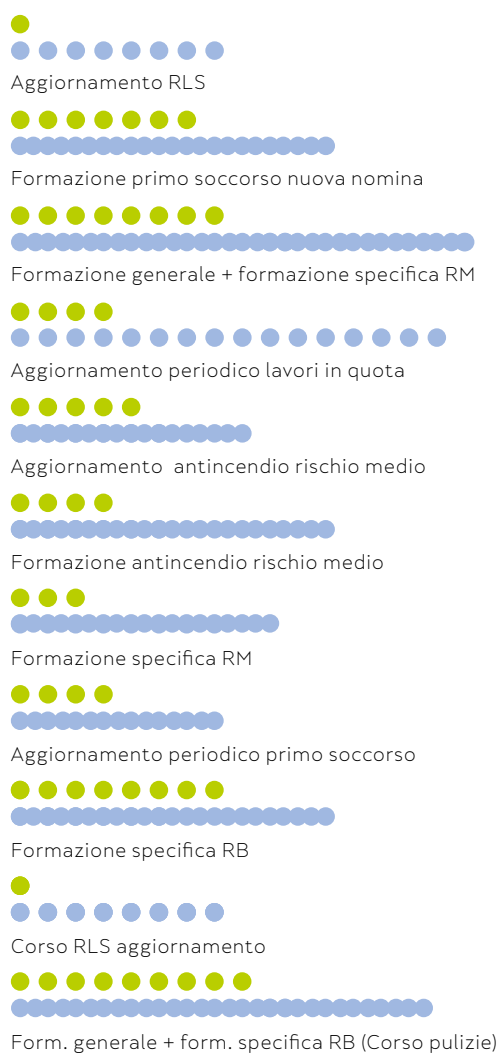 Aggiornamento RLS
Formazione primo soccorso nuova nomina
Formazione generale + formazione specifica RM
Aggiornamento periodico lavori in quota
Aggiornamento  antincendio rischio medio
Formazione antincendio rischio medio
Formazione specifica RM
Aggiornamento periodico primo soccorso
Formazione specifica RB
Corso RLS aggiornamento
Form. generale + form. specifica RB (Corso pulizie)